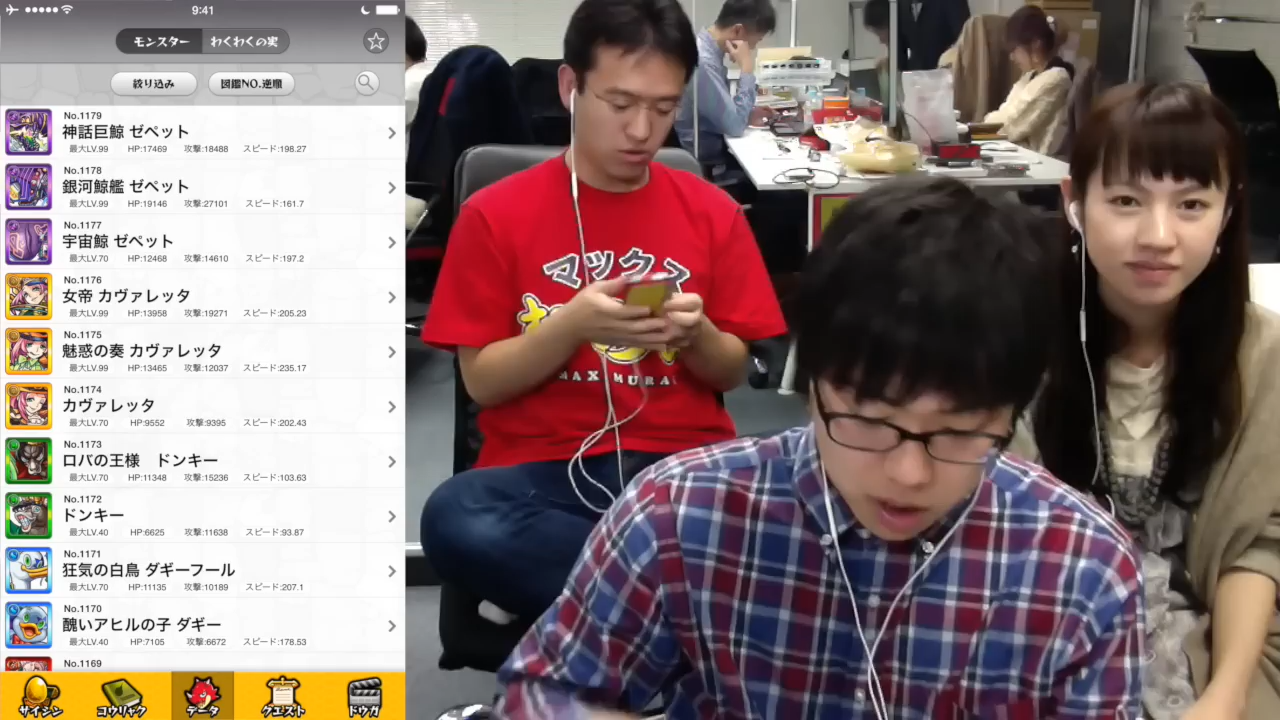 9:41
モンスター わくわくの実
絞り込み 図鑑NO.逆順
No.1179
神話巨鯨 ゼペット
最大LV.99 HP:17469 攻撃:18488 スピード:198.27
No.1178
銀河鯨艦 ゼペット
最大LV.99 HP:19146 攻撃:27101 スピード:161.7
No.1177
宇宙鯨 ゼペット
最大LV.70 HP:12468 攻撃:14610 スピード:197.2
No.1176
女帝 カヴァレッタ
最大LV.99 HP:13958 攻撃:19271 スピード:205.23
No.1175
魅惑の奏 カヴァレッタ
最大LV.99 HP:13465 攻撃:12037 スピード:235.17
No.1174
カヴァレッタ
最大LV.70 HP:9552 攻撃:9395 スピード:202.43
No.1173
ロバの王様 ドンキー
最大LV.70 HP:11348 攻撃:15236 スピード:103.63
No.1172
ドンキー
最大LV.40 HP:6625 攻撃:11638 スピード:93.87
No.1171
狂気の白鳥 ダギーフール
最大LV.70 HP:11135 攻撃:10189 スピード:207.1
No.1170
醜いアヒルの子 ダギー
最大LV.40 HP:7105 攻撃:6672 スピード:178.53
No.1169
サイシン コウリャク データ クエスト ドウガ
マックス
MAX MURAI